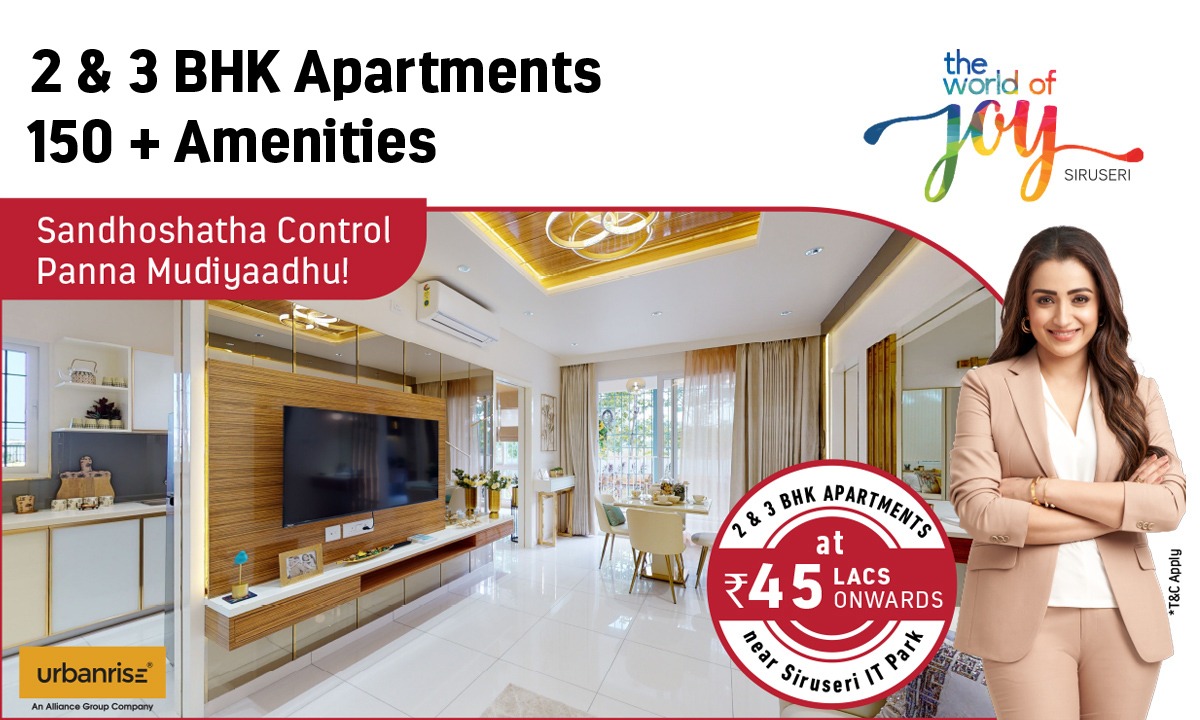 2 & 3 BHK Apartments
150 + Amenities
the
world of
joy
SIRUSERI
Sandhoshatha Control
Panna Mudiyaadhu!
2 & 3 BHK APARTMENTS
at
₹45 LACS
ONWARDS
near Siruseri IT Park
*T&C Apply
urbanrise®
An Alliance Group Company